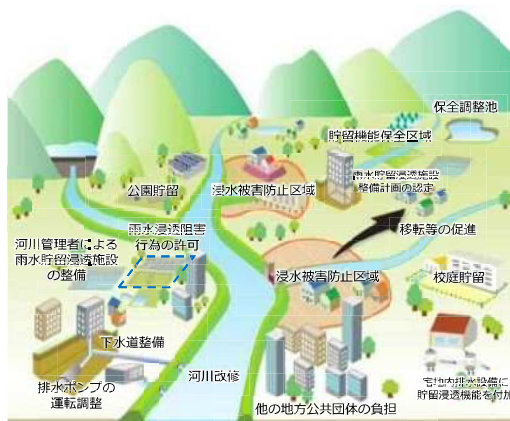 保全調整池
貯留機能保全区域
公園貯留
浸水被害防止区域
雨水貯留浸透施設
整備計画の認定
雨水浸透阻害
行為の許可
移転等の促進
河川管理者による
雨水貯留浸透施設
の整備
浸水被害防止区域
校庭貯留
下水道整備
河川改修
排水ポンプの
運転調整
他の地方公共団体の負担
宅地内排水設備に
貯留浸透機能を付加